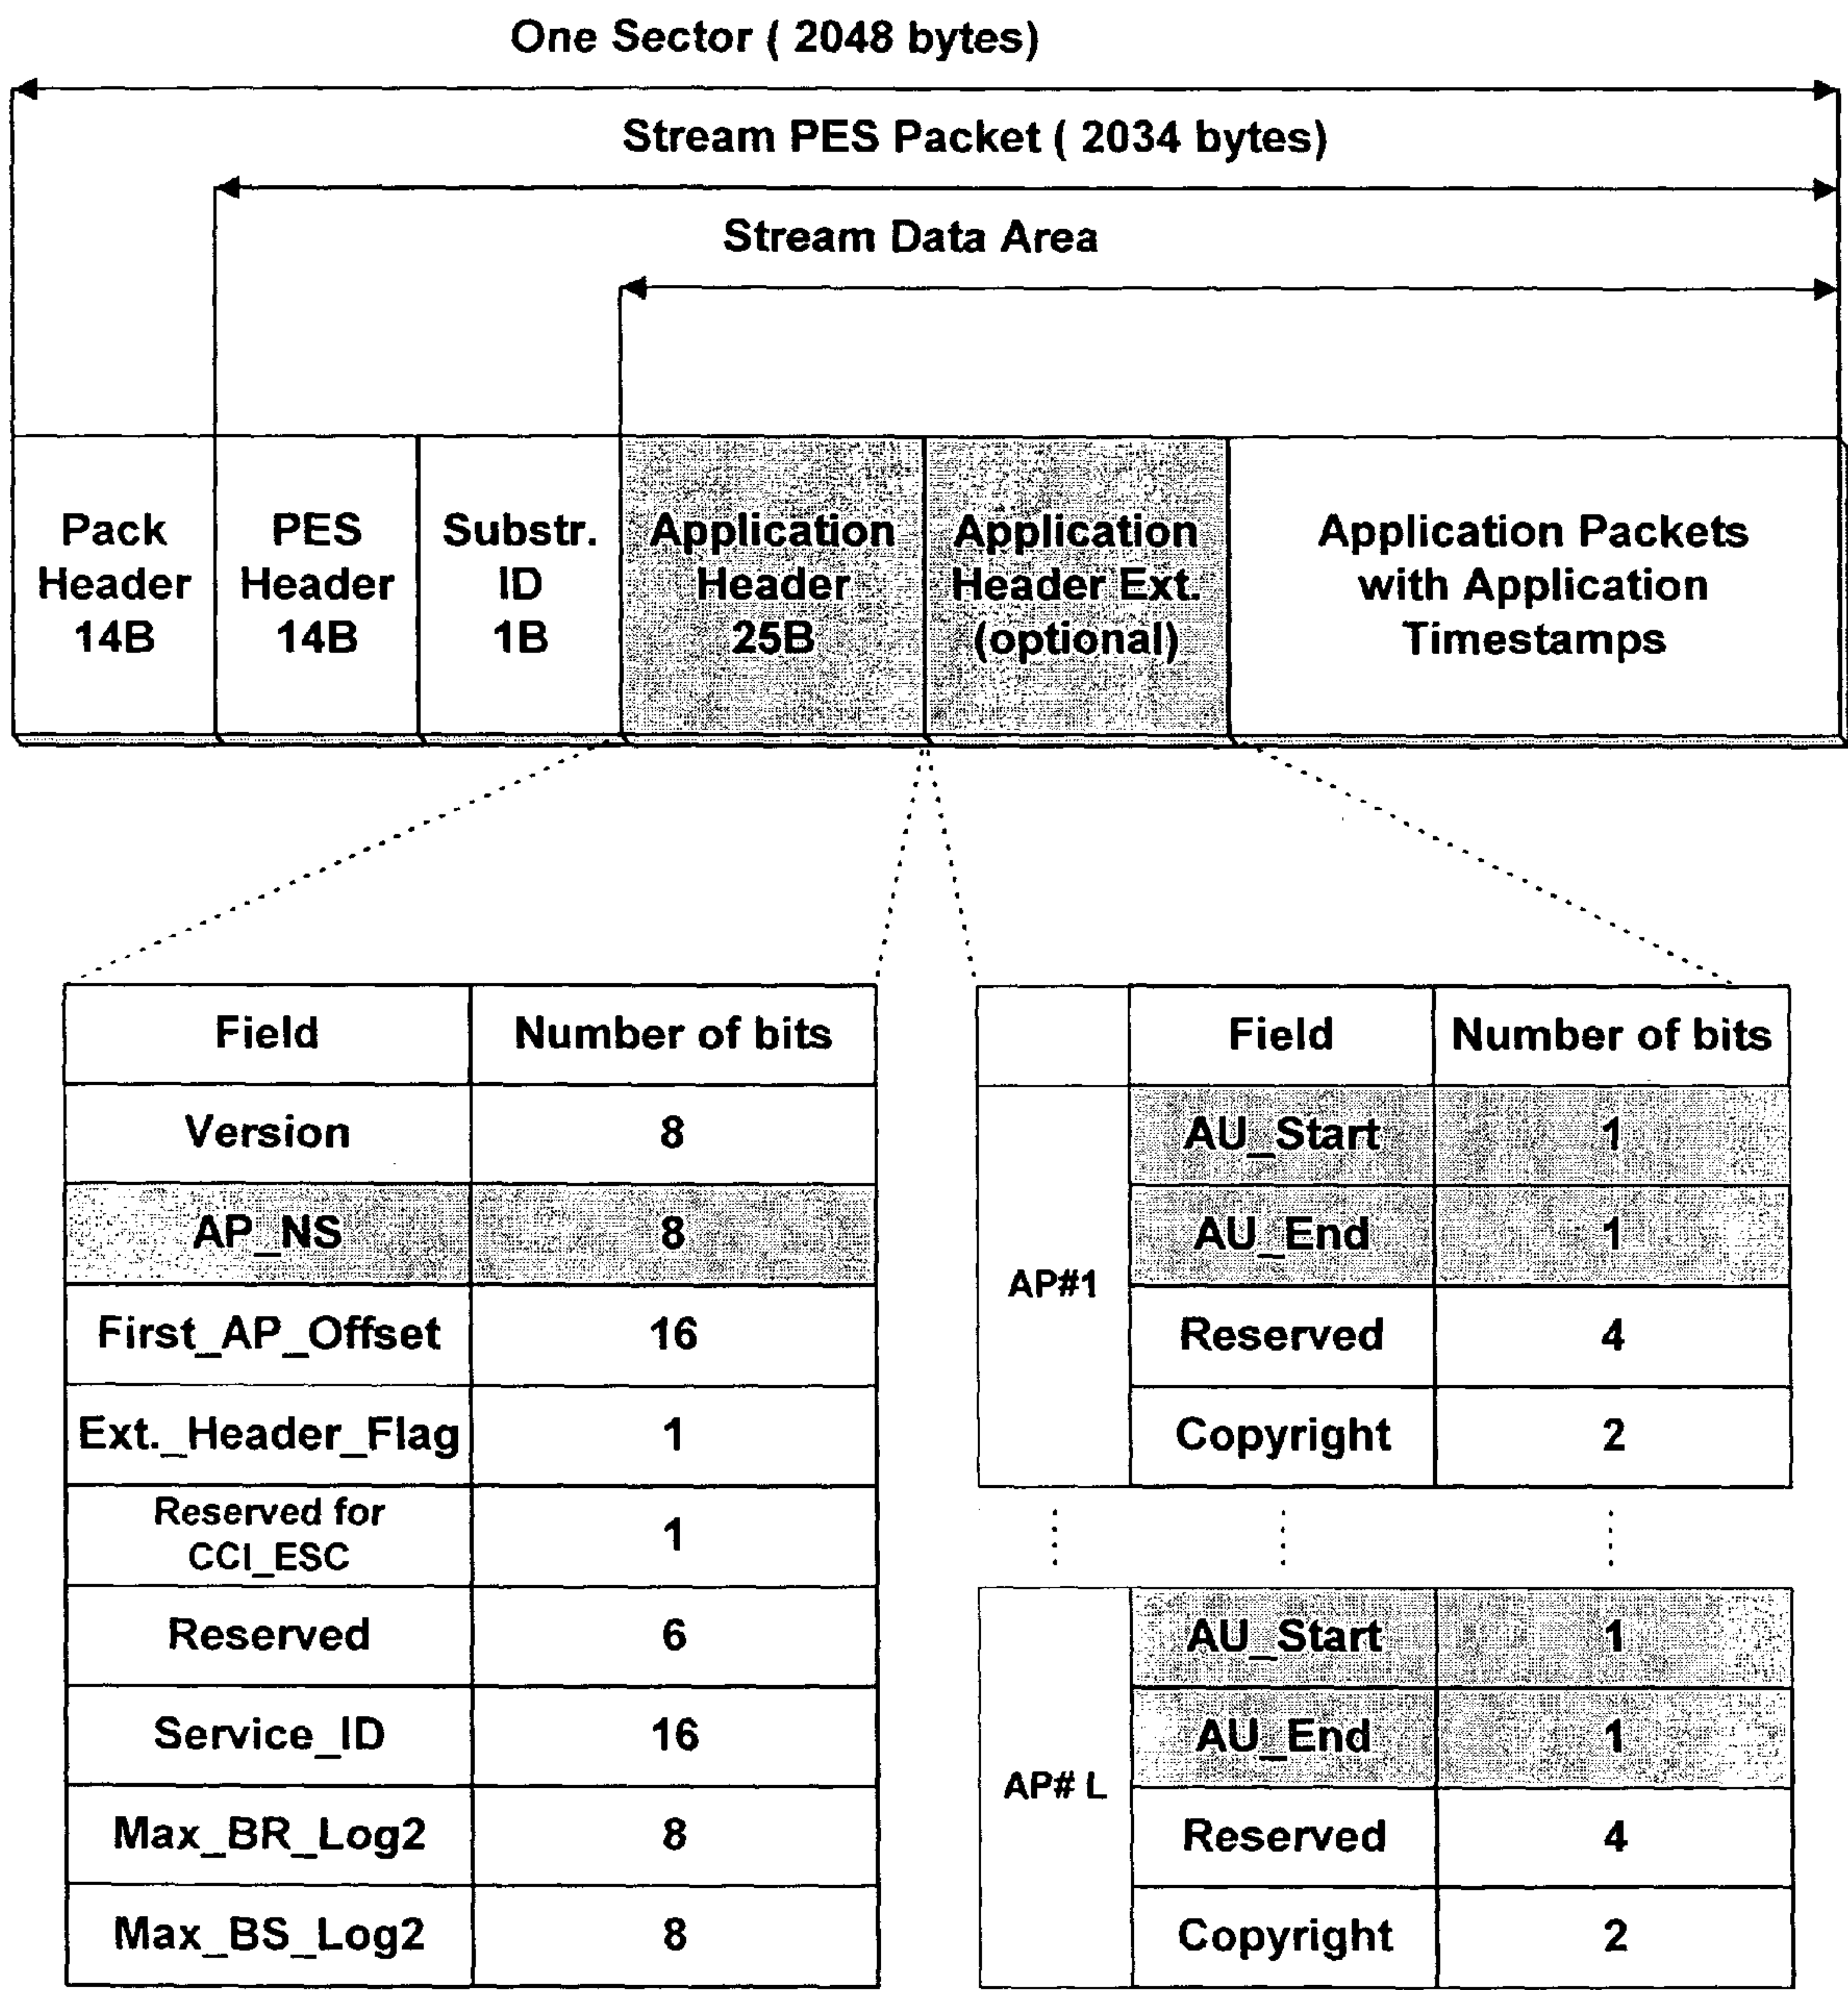 One Sector ( 2048 bytes)
Stream PES Packet ( 2034 bytes)
Stream Data Area
Pack
Header
14B
PES
Header
14B
Substr.
ID
1B
Application
Header
25B
Application
Header Ext.
(optional)
Application Packets
with Application
Timestamps
Field Number of bits
Version 8
AP_NS 8
First_AP_Offset 16
Ext._Header_Flag 1
Reserved for
CCI_ESC
1
Reserved 6
Service_ID 16
Max_BR_Log2 8
Max_BS_Log2 8
Field Number of bits
AP#1
AU_Start 1
AU_End 1
Reserved 4
Copyright 2
AP# L
AU_Start 1
AU_End 1
Reserved 4
Copyright 2